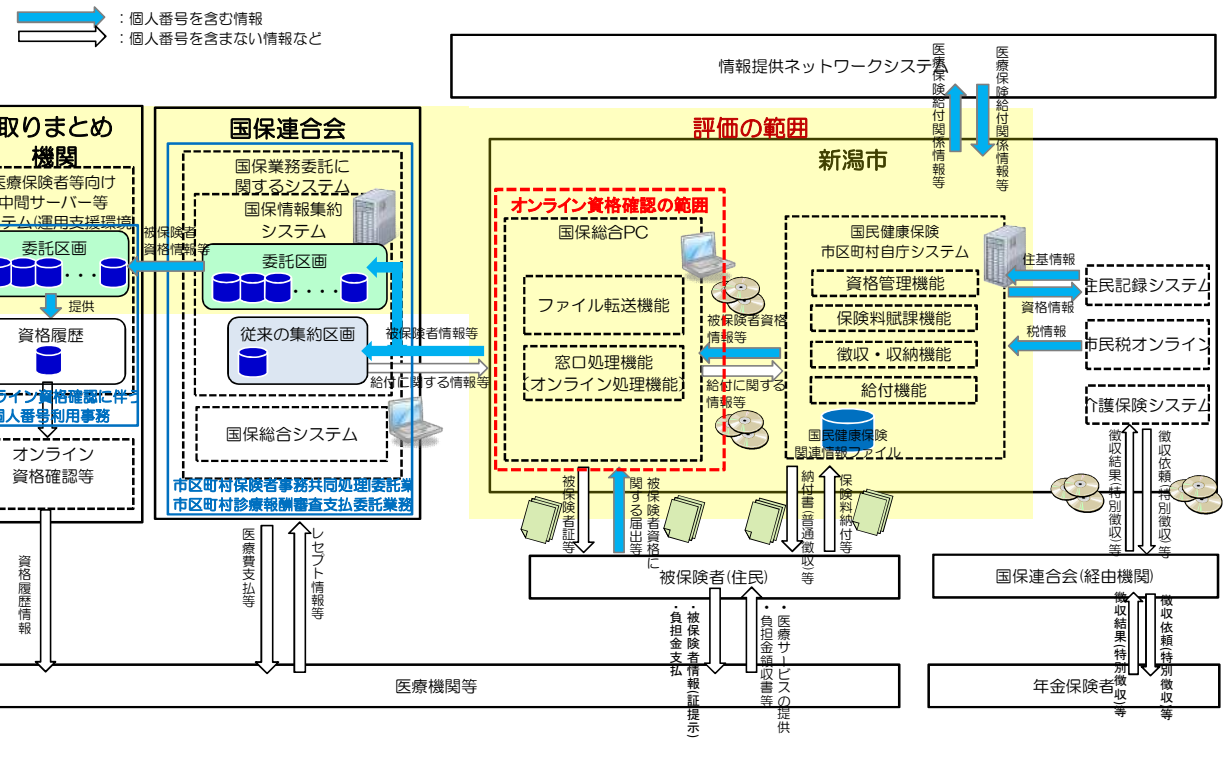 ：個人番号を含む情報
：個人番号を含まない情報など
情報提供ネットワークシステム
医療保険給付関係情報等
医療保険給付関係情報等
取りまとめ
機関
医療保険者等向け
中間サーバー等
ステム(運用支援環境
委託区画
提供
資格履歴
ライン資格確認に伴う
個人番号利用事務
オンライン
資格確認等
資格履歴情報
被保険者
資格情報等
国保連合会
国保業務委託に
関するシステム
国保情報集約
システム
委託区画
従来の集約区画
国保総合システム
市区町村保険者事務共同処理委託業
市区町村診療報酬審査支払委託業務
被保険者情報等
給付に関する情報等
医療費支払等
レセプト情報等
評価の範囲
新潟市
オンライン資格確認の範囲
国保総合PC
ファイル転送機能
窓口処理機能
(オンライン処理機能)
被保険者資格
情報等
給付に関する
情報等
国民健康保険
市区町村自庁システム
資格管理機能
保険料賦課機能
徴収・収納機能
給付機能
国民健康保険
関連情報ファイル
住基情報
資格情報
税情報
住民記録システム
市民税オンライン
介護保険システム
徴収結果(特別徴収)等
徴収依頼(特別徴収)等
被保険者証等
被保険者資格に
関する届出等
納付書(普通徴収)等
保険料納付等
被保険者(住民)
国保連合会(経由機関)
・被保険者情報(証提示)
・負担金支払
・医療サービスの提供
・負担金領収書等
徴収結果(特別徴収)等
徴収依頼(特別徴収)等
医療機関等
年金保険者